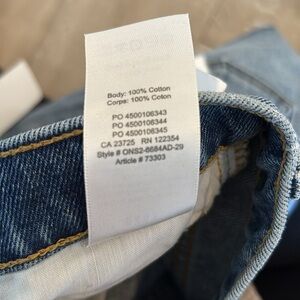 Body: 100% Cotton
Corps: 100% Coton
PO 4500106343
PO 4500106344
PO 4500106345
CA 23725 RN 122354
Style # ONS2-6684AD-29
Article # 73303